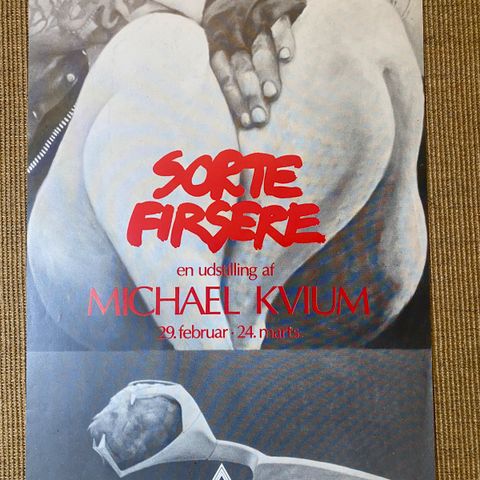 SORTE
FIRSERE
en udstilling af
MICHAEL KVIUM
29. februar · 24. marts